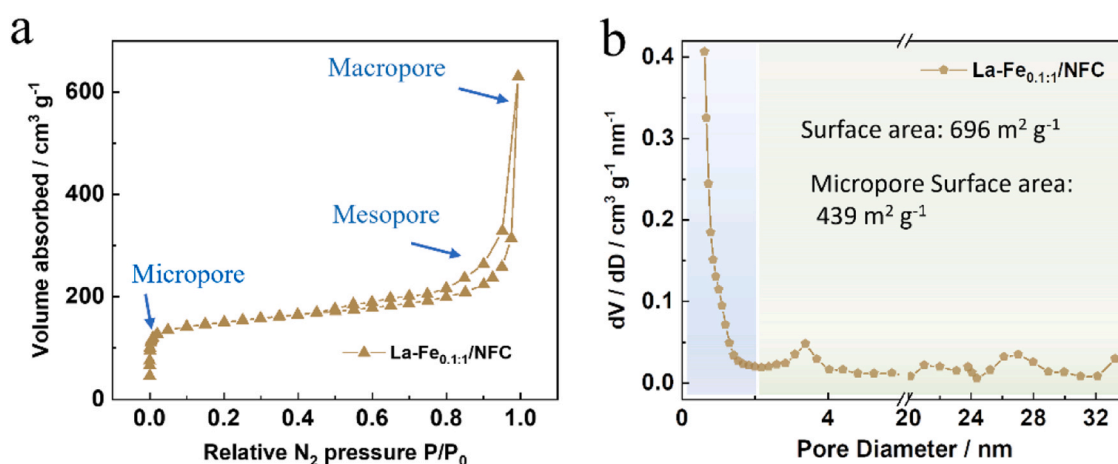 a
600
400
200
0
Volume absorbed / cm³ g⁻¹
Macropore
Mesopore
Micropore
La-Fe₀.₁:₁/NFC
0.0 0.2 0.4 0.6 0.8 1.0
Relative N₂ pressure P/P₀
b
0.4
0.3
0.2
0.1
0.0
dV / dD / cm³ g⁻¹ nm⁻¹
La-Fe₀.₁:₁/NFC
Surface area: 696 m² g⁻¹
Micropore Surface area:
439 m² g⁻¹
0 4 20 24 28 32
Pore Diameter / nm